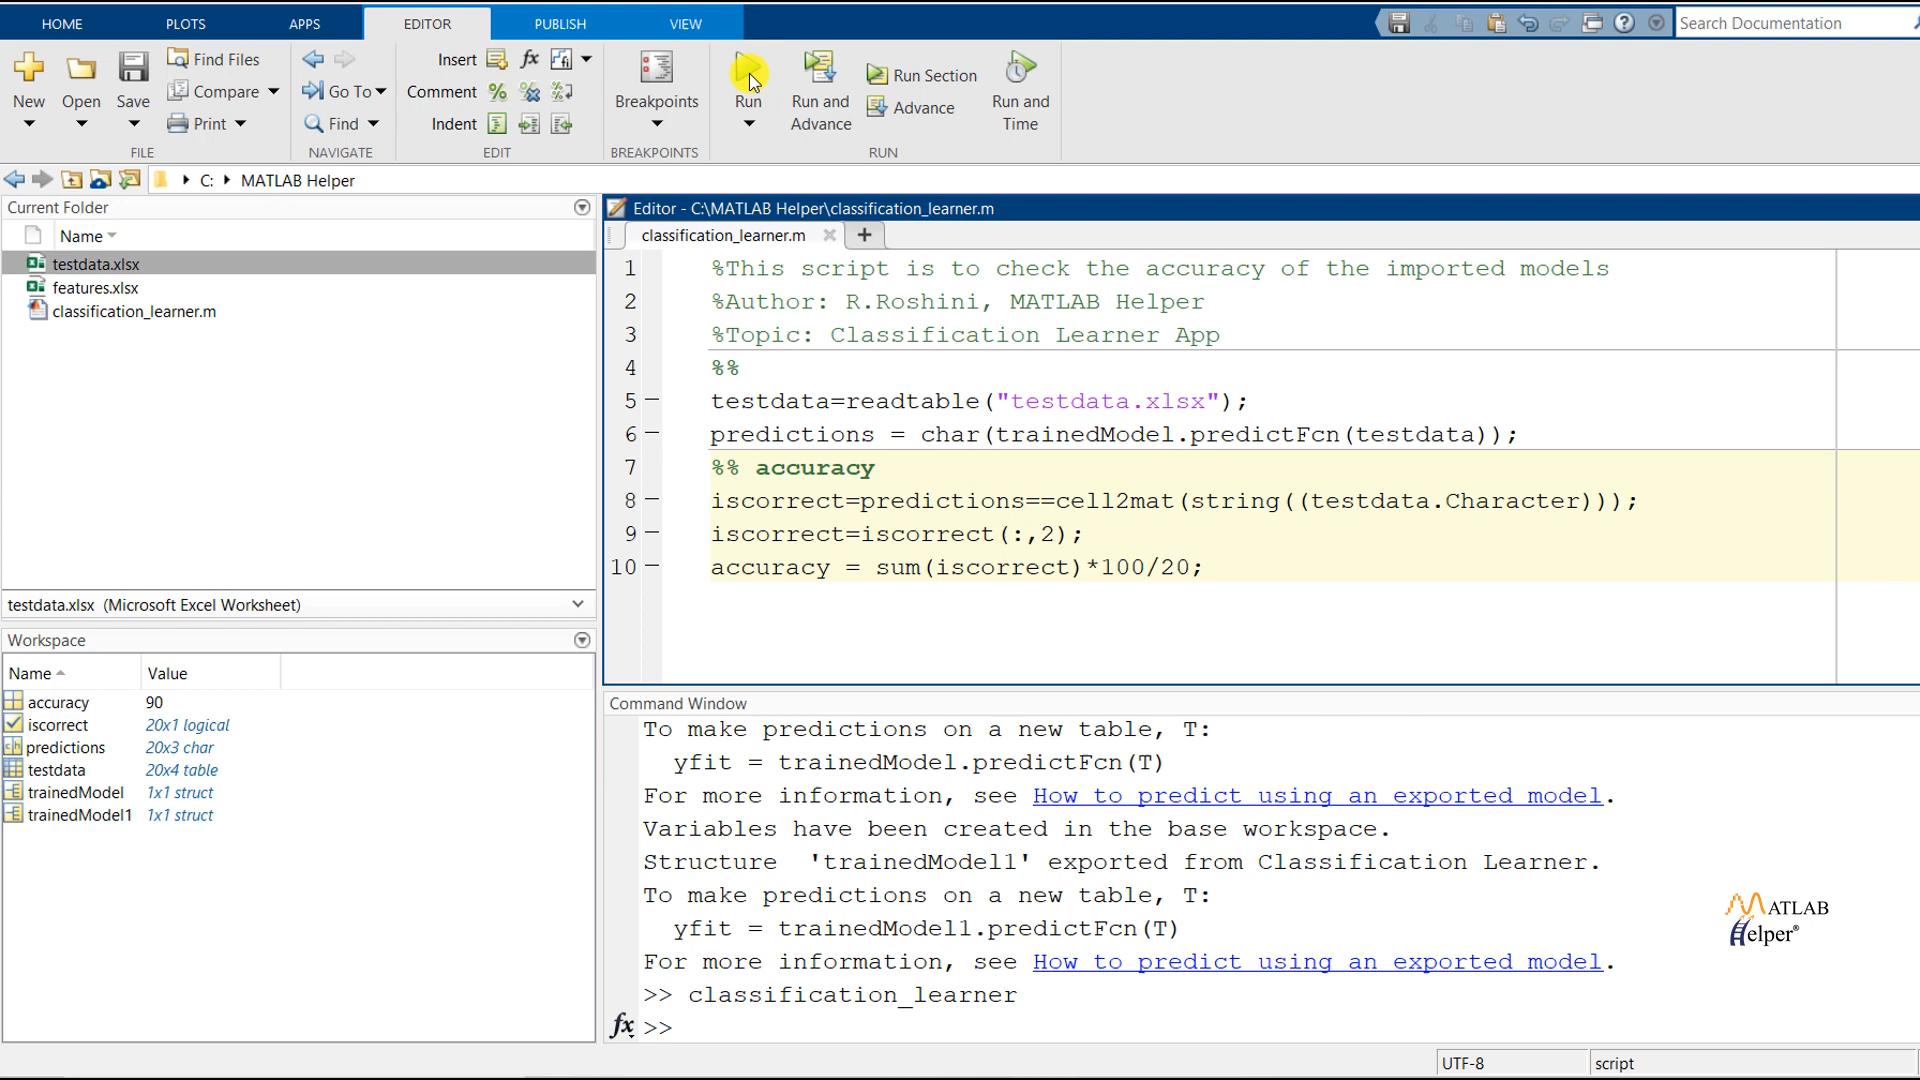 HOME PLOTS APPS EDITOR PUBLISH VIEW Search Documentation
New Open Save Find Files Compare Print Go To Find Insert fx Comment Indent Breakpoints Run Run and Advance Run Section Advance Run and Time
FILE NAVIGATE EDIT BREAKPOINTS RUN
C: MATLAB Helper
Current Folder
Name
testdata.xlsx
features.xlsx
classification_learner.m
testdata.xlsx (Microsoft Excel Worksheet)
Workspace
Name Value
accuracy 90
iscorrect 20x1 logical
predictions 20x3 char
testdata 20x4 table
trainedModel 1x1 struct
trainedModel1 1x1 struct
Editor - C:\MATLAB Helper\classification_learner.m
classification_learner.m
1 %This script is to check the accuracy of the imported models
2 %Author: R.Roshini, MATLAB Helper
3 %Topic: Classification Learner App
4 %%
5 testdata=readtable("testdata.xlsx");
6 predictions = char(trainedModel.predictFcn(testdata));
7 %% accuracy
8 iscorrect=predictions==cell2mat(string((testdata.Character)));
9 iscorrect=iscorrect(:,2);
10 accuracy = sum(iscorrect)*100/20;
Command Window
To make predictions on a new table, T:
yfit = trainedModel.predictFcn(T)
For more information, see How to predict using an exported model.
Variables have been created in the base workspace.
Structure 'trainedModel1' exported from Classification Learner.
To make predictions on a new table, T:
yfit = trainedModel1.predictFcn(T)
For more information, see How to predict using an exported model.
>> classification_learner
fx >>
MATLAB
Helper®
UTF-8 script